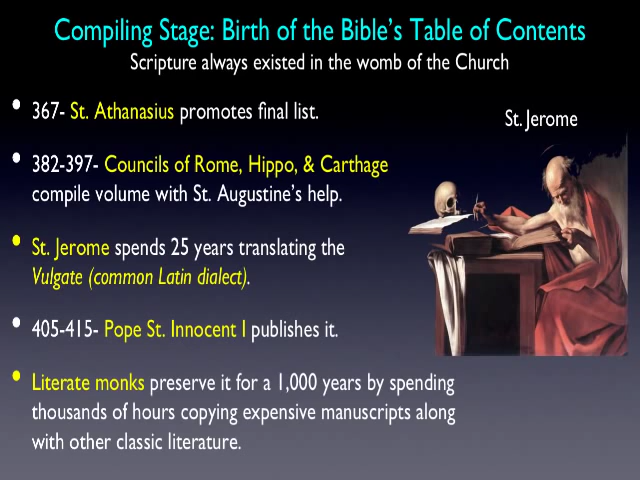 Compiling Stage: Birth of the Bible's Table of Contents
Scripture always existed in the womb of the Church
• 367- St. Athanasius promotes final list.
St. Jerome
• 382-397- Councils of Rome, Hippo, & Carthage
compile volume with St. Augustine's help.
• St. Jerome spends 25 years translating the
Vulgate (common Latin dialect).
• 405-415- Pope St. Innocent I publishes it.
• Literate monks preserve it for a 1,000 years by spending
thousands of hours copying expensive manuscripts along
with other classic literature.